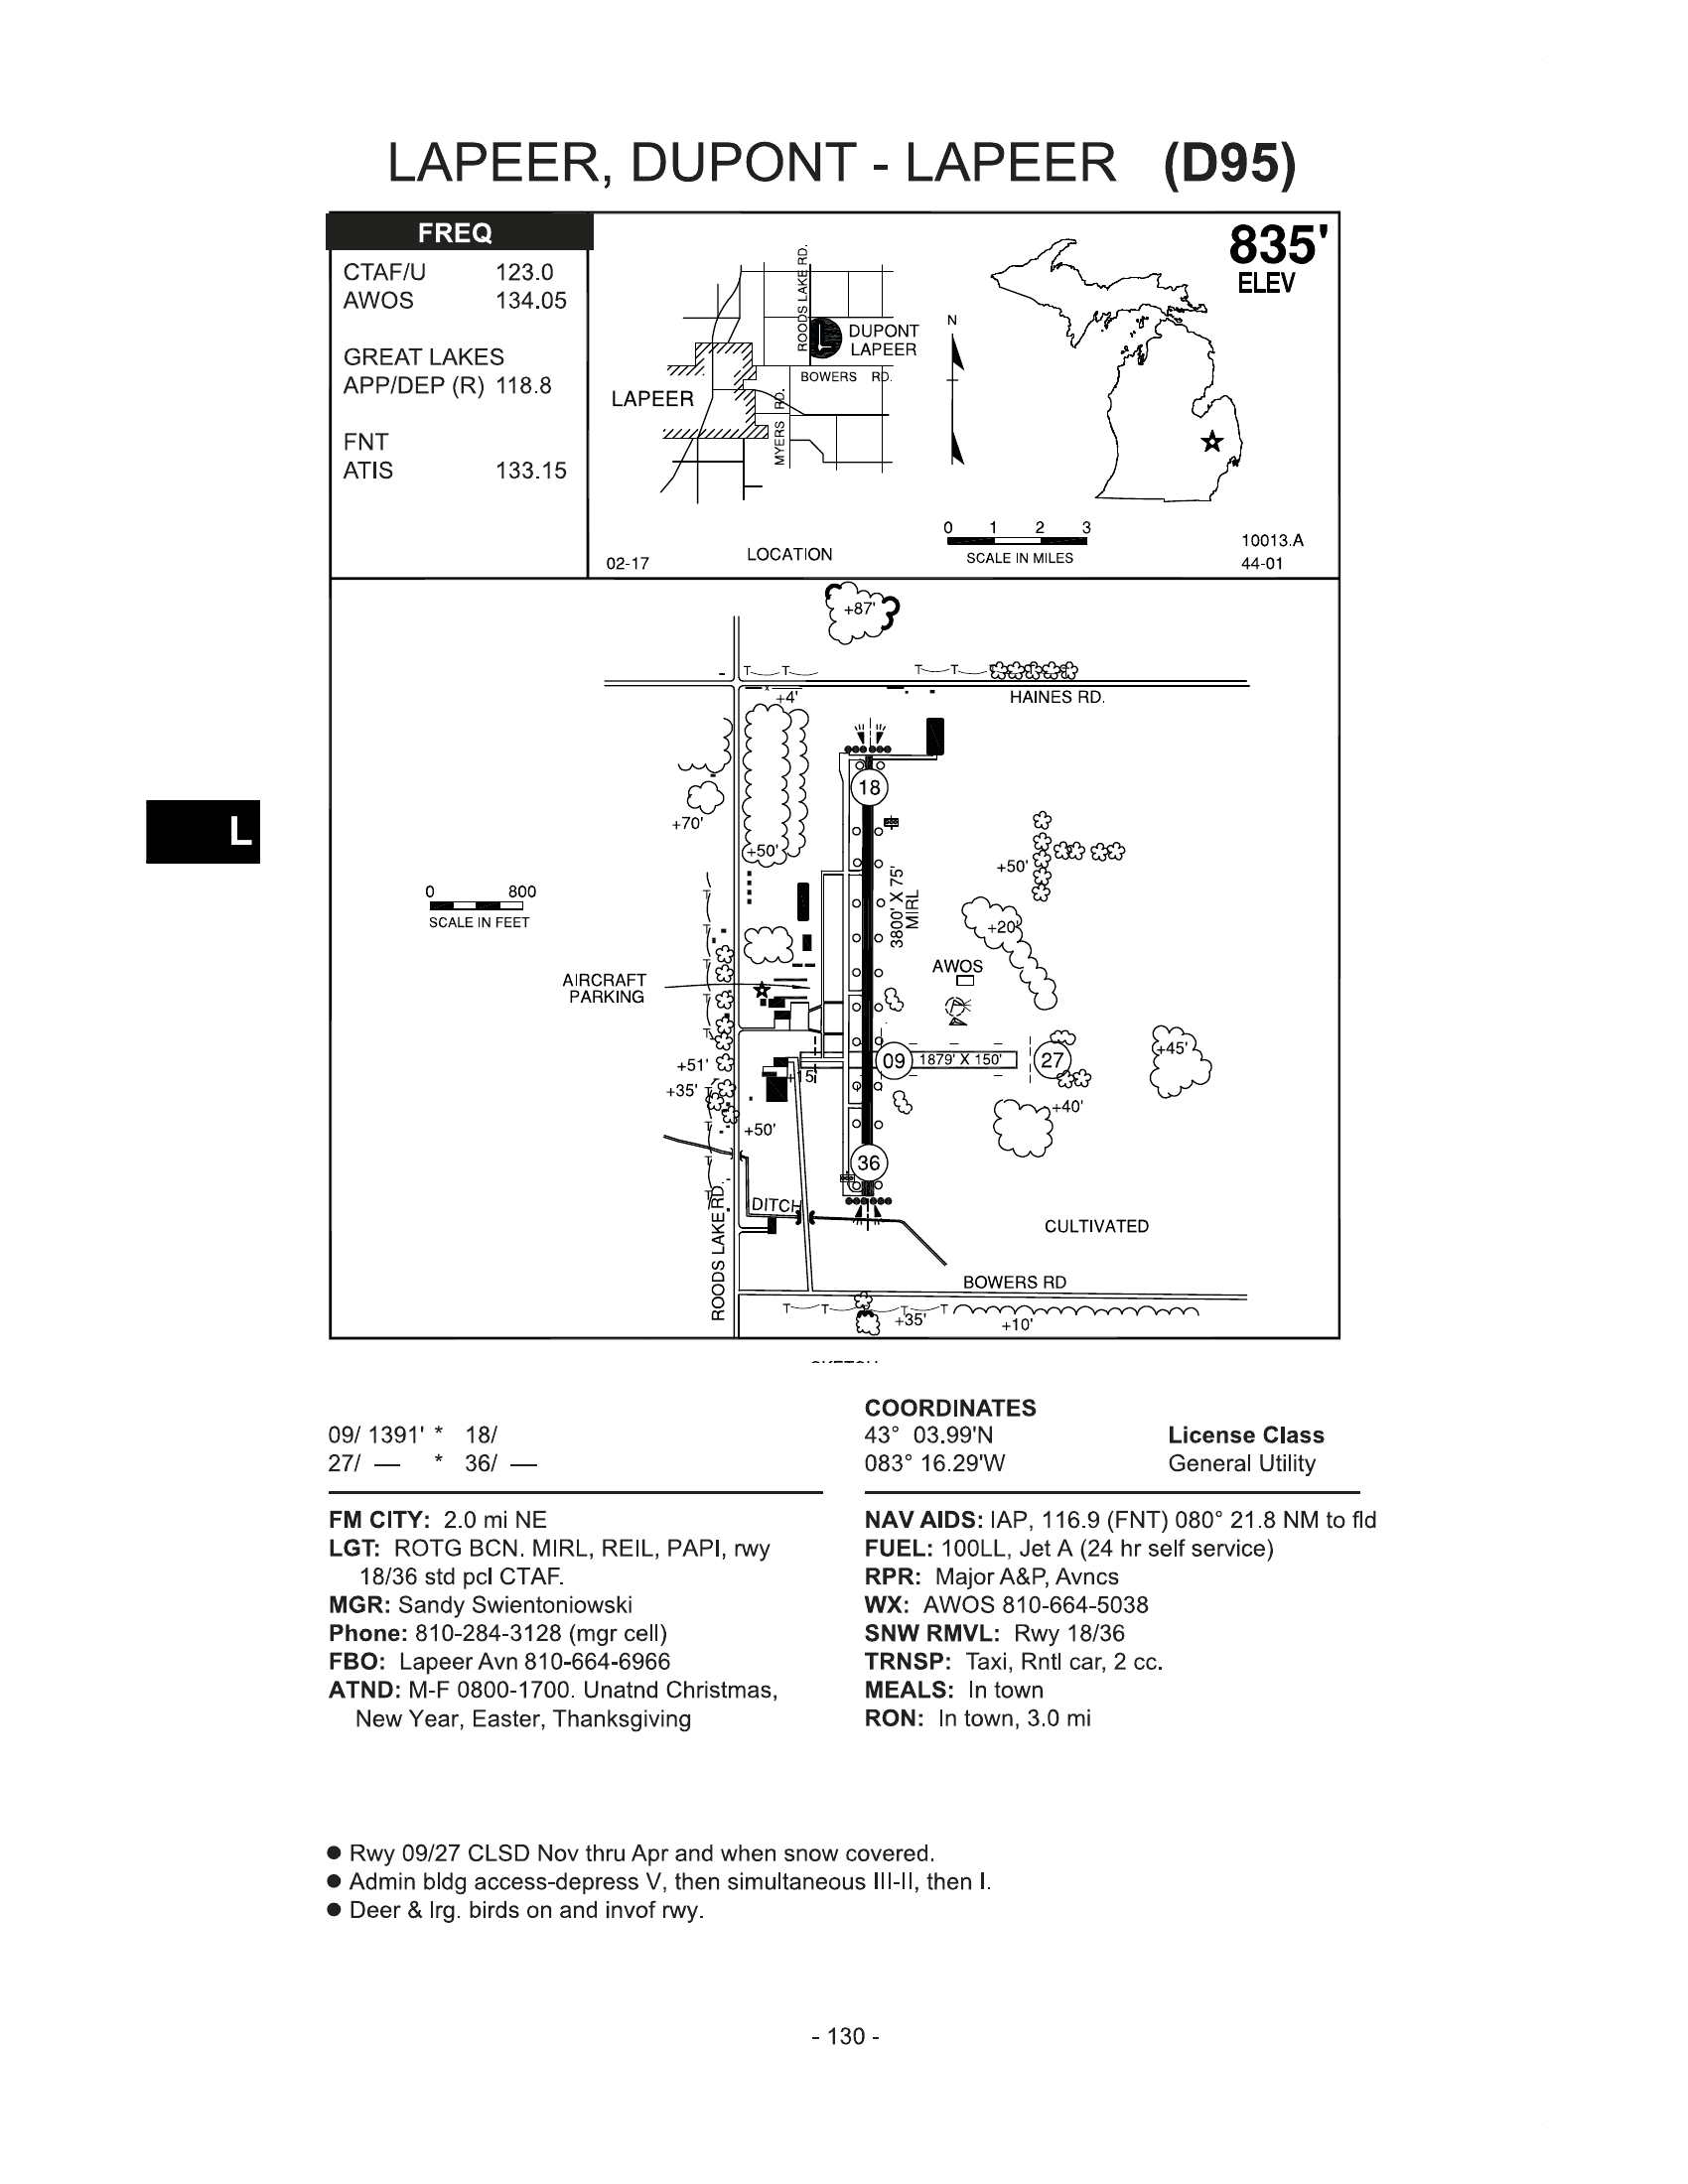 LAPEER, DUPONT - LAPEER (D95)
FREQ
CTAF/U 123.0
AWOS 134.05
GREAT LAKES
APP/DEP (R) 118.8
FNT
ATIS 133.15
835'
ELEV
ROODS LAKE RD.
L
DUPONT
LAPEER
BOWERS RD.
LAPEER
MYERS RD.
N
0 1 2 3
SCALE IN MILES
02-17
LOCATION
10013.A
44-01
+87'
T T T T
HAINES RD.
+4'
18
+70'
+50'
L
0 800
SCALE IN FEET
3800' X 75'
MIRL
+50'
+20'
AWOS
AIRCRAFT
PARKING
09
1879' X 150'
27
+45'
+51'
+15'
+35'
+40'
+50'
36
DITCH
ROODS LAKE RD.
CULTIVATED
BOWERS RD
T T T T
+35'
+10'
COORDINATES
09/ 1391' * 18/
27/ — * 36/ —
43° 03.99'N
083° 16.29'W
License Class
General Utility
FM CITY: 2.0 mi NE
LGT: ROTG BCN. MIRL, REIL, PAPI, rwy
18/36 std pcl CTAF.
MGR: Sandy Swientoniowski
Phone: 810-284-3128 (mgr cell)
FBO: Lapeer Avn 810-664-6966
ATND: M-F 0800-1700. Unatnd Christmas,
New Year, Easter, Thanksgiving
NAV AIDS: IAP, 116.9 (FNT) 080° 21.8 NM to fld
FUEL: 100LL, Jet A (24 hr self service)
RPR: Major A&P, Avncs
WX: AWOS 810-664-5038
SNW RMVL: Rwy 18/36
TRNSP: Taxi, Rntl car, 2 cc.
MEALS: In town
RON: In town, 3.0 mi
● Rwy 09/27 CLSD Nov thru Apr and when snow covered.
● Admin bldg access-depress V, then simultaneous III-II, then I.
● Deer & lrg. birds on and invof rwy.
- 130 -